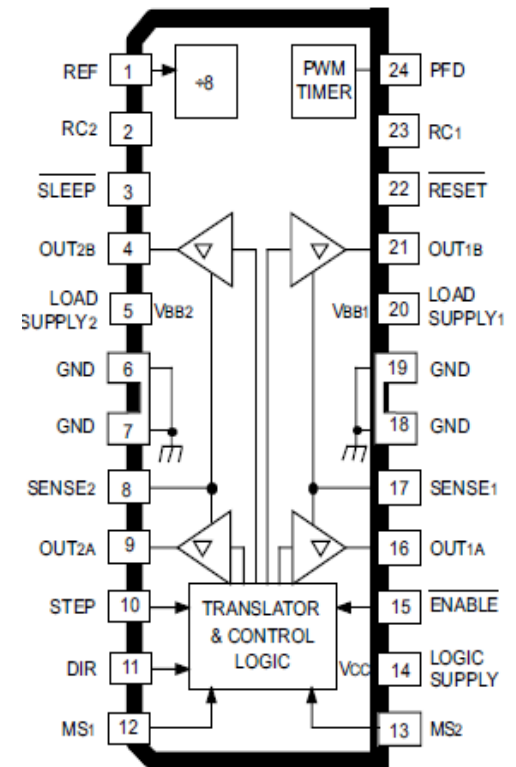 REF 1 ÷8 PWM TIMER 24 PFD
RC2 2 23 RC1
SLEEP 3 22 RESET
OUT2B 4 21 OUT1B
LOAD SUPPLY2 5 VBB2 VBB1 20 LOAD SUPPLY1
GND 6 19 GND
GND 7 18 GND
SENSE2 8 17 SENSE1
OUT2A 9 16 OUT1A
STEP 10 TRANSLATOR & CONTROL LOGIC 15 ENABLE
DIR 11 VCC 14 LOGIC SUPPLY
MS1 12 13 MS2